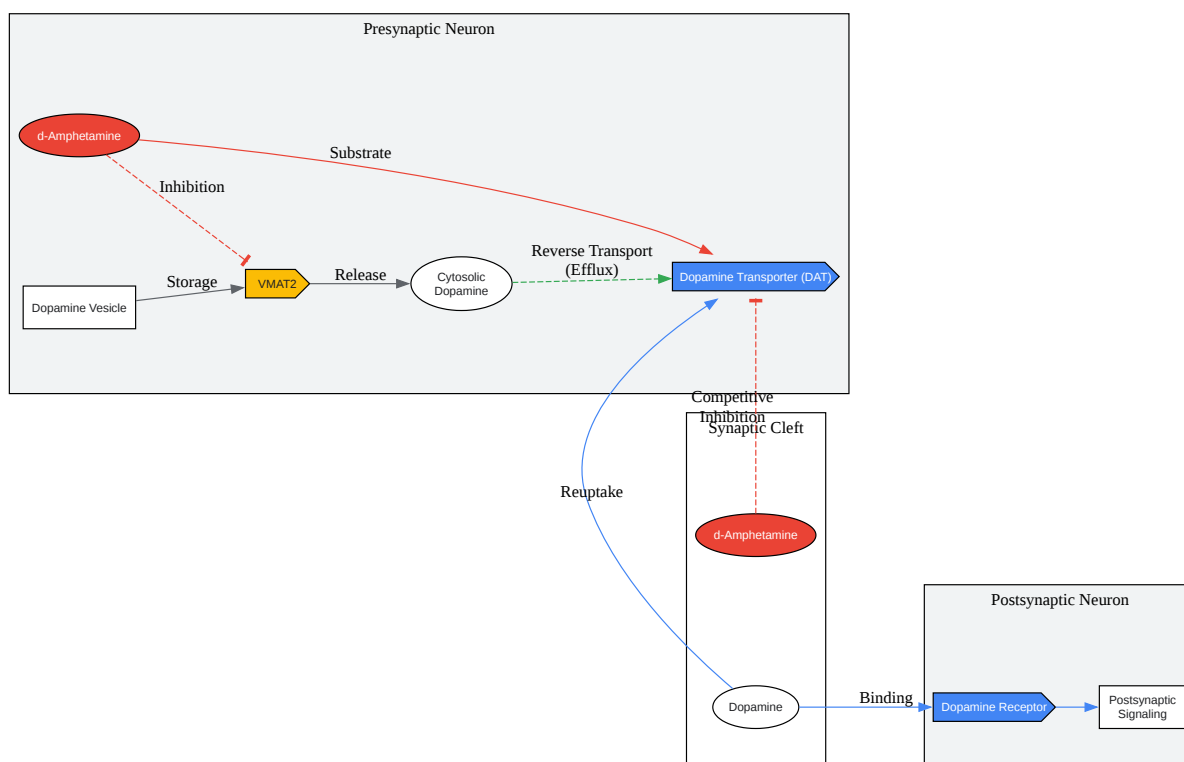 Presynaptic Neuron
d-Amphetamine
Substrate
Inhibition
Reverse Transport
(Efflux)
Storage
VMAT2
Release
Cytosolic
Dopamine
Dopamine Transporter (DAT)
Dopamine Vesicle
Competitive
Inhibition
Synaptic Cleft
Reuptake
d-Amphetamine
Postsynaptic Neuron
Dopamine
Binding
Dopamine Receptor
Postsynaptic
Signaling